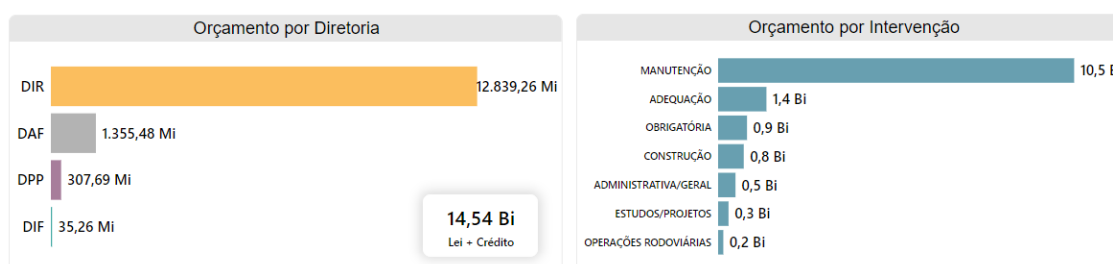 Orçamento por Diretoria
DIR 12.839,26 Mi
DAF 1.355,48 Mi
DPP 307,69 Mi
DIF 35,26 Mi
14,54 Bi
Lei + Crédito
Orçamento por Intervenção
MANUTENÇÃO 10,5 B
ADEQUAÇÃO 1,4 Bi
OBRIGATÓRIA 0,9 Bi
CONSTRUÇÃO 0,8 Bi
ADMINISTRATIVA/GERAL 0,5 Bi
ESTUDOS/PROJETOS 0,3 Bi
OPERAÇÕES RODOVIÁRIAS 0,2 Bi